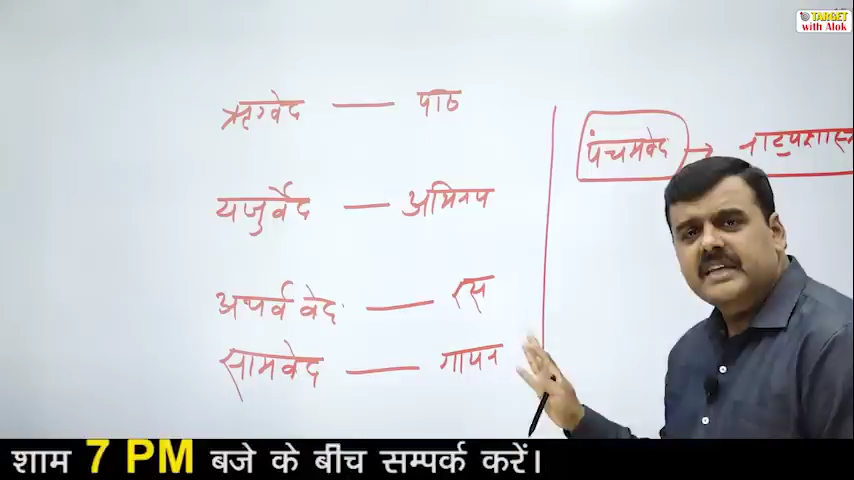 TARGET
with Alok
ऋग्वेद — पाठ
पंचमवेद → नाट्यशास्त्र
यजुर्वेद — अभिनय
अथर्व वेद — रस
सामवेद — गायन
शाम 7 PM बजे के बीच सम्पर्क करें।